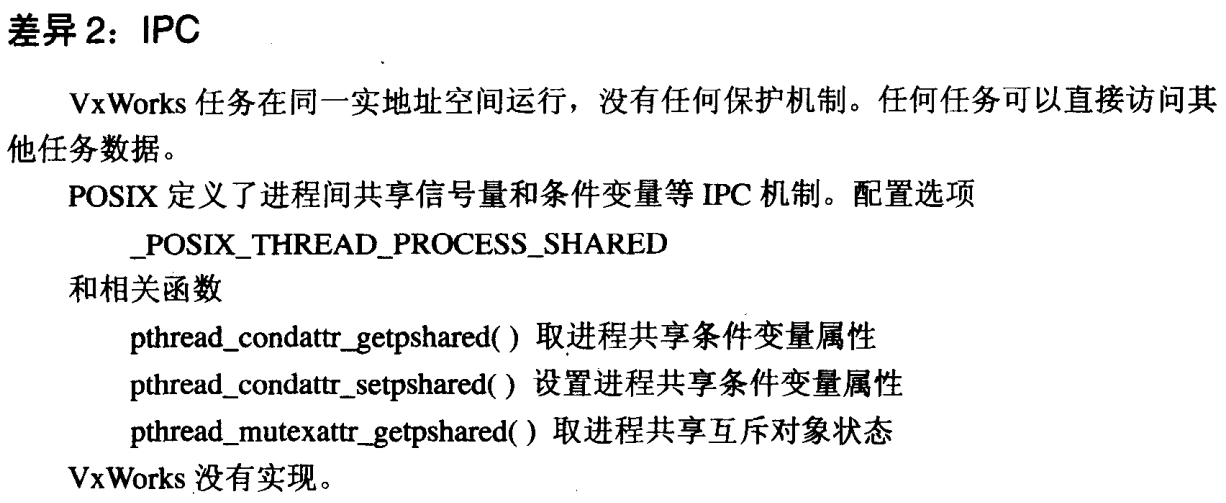 差异 2：IPC
VxWorks 任务在同一实地址空间运行，没有任何保护机制。任何任务可以直接访问其
他任务数据。
POSIX 定义了进程间共享信号量和条件变量等 IPC 机制。配置选项
_POSIX_THREAD_PROCESS_SHARED
和相关函数
pthread_condattr_getpshared( ) 取进程共享条件变量属性
pthread_condattr_setpshared( ) 设置进程共享条件变量属性
pthread_mutexattr_getpshared( ) 取进程共享互斥对象状态
VxWorks 没有实现。